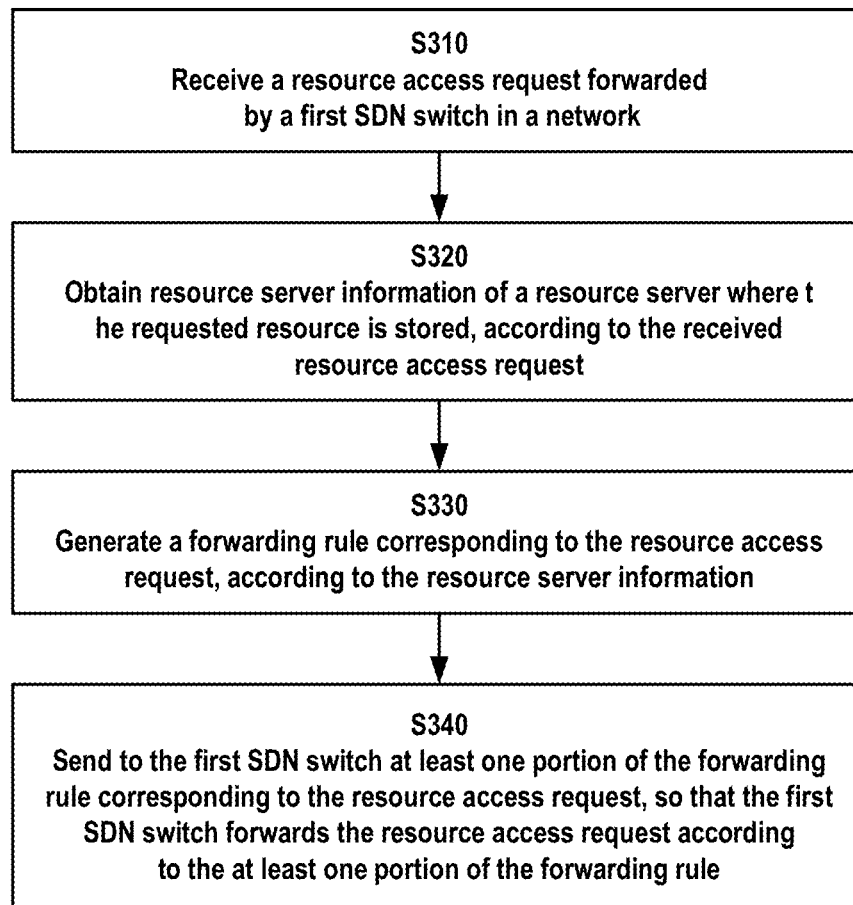 S310
Receive a resource access request forwarded
by a first SDN switch in a network
S320
Obtain resource server information of a resource server where t
he requested resource is stored, according to the received
resource access request
S330
Generate a forwarding rule corresponding to the resource access
request, according to the resource server information
S340
Send to the first SDN switch at least one portion of the forwarding
rule corresponding to the resource access request, so that the first
SDN switch forwards the resource access request according
to the at least one portion of the forwarding rule